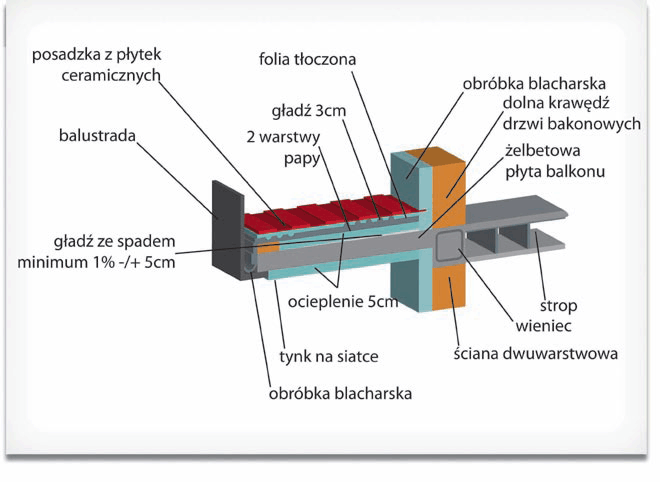 posadzka z płytek
ceramicznych
folia tłoczona
obróbka blacharska
dolna krawędź
drzwi bakonowych
gładź 3cm
2 warstwy
papy
balustrada
żelbetowa
płyta balkonu
gładź ze spadem
minimum 1% -/+ 5cm
ocieplenie 5cm
strop
wieniec
tynk na siatce
ściana dwuwarstwowa
obróbka blacharska